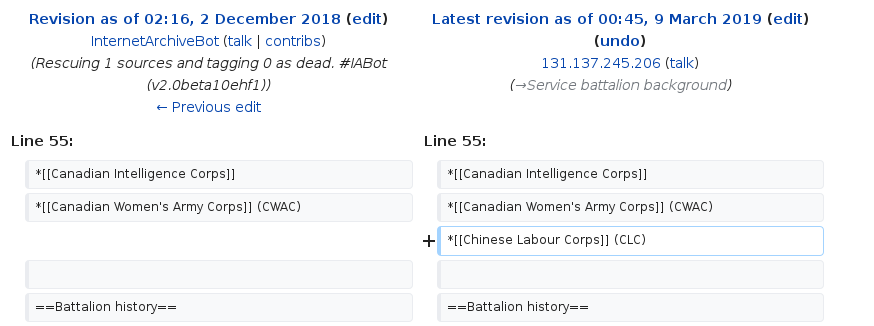 Revision as of 02:16, 2 December 2018 (edit)
InternetArchiveBot (talk | contribs)
(Rescuing 1 sources and tagging 0 as dead. #IABot
(v2.0beta10ehf1))
← Previous edit
Latest revision as of 00:45, 9 March 2019 (edit)
(undo)
131.137.245.206 (talk)
(→Service battalion background)
Line 55:
Line 55:
*[[Canadian Intelligence Corps]]
*[[Canadian Intelligence Corps]]
*[[Canadian Women's Army Corps]] (CWAC)
*[[Canadian Women's Army Corps]] (CWAC)
+ *[[Chinese Labour Corps]] (CLC)
==Battalion history==
==Battalion history==